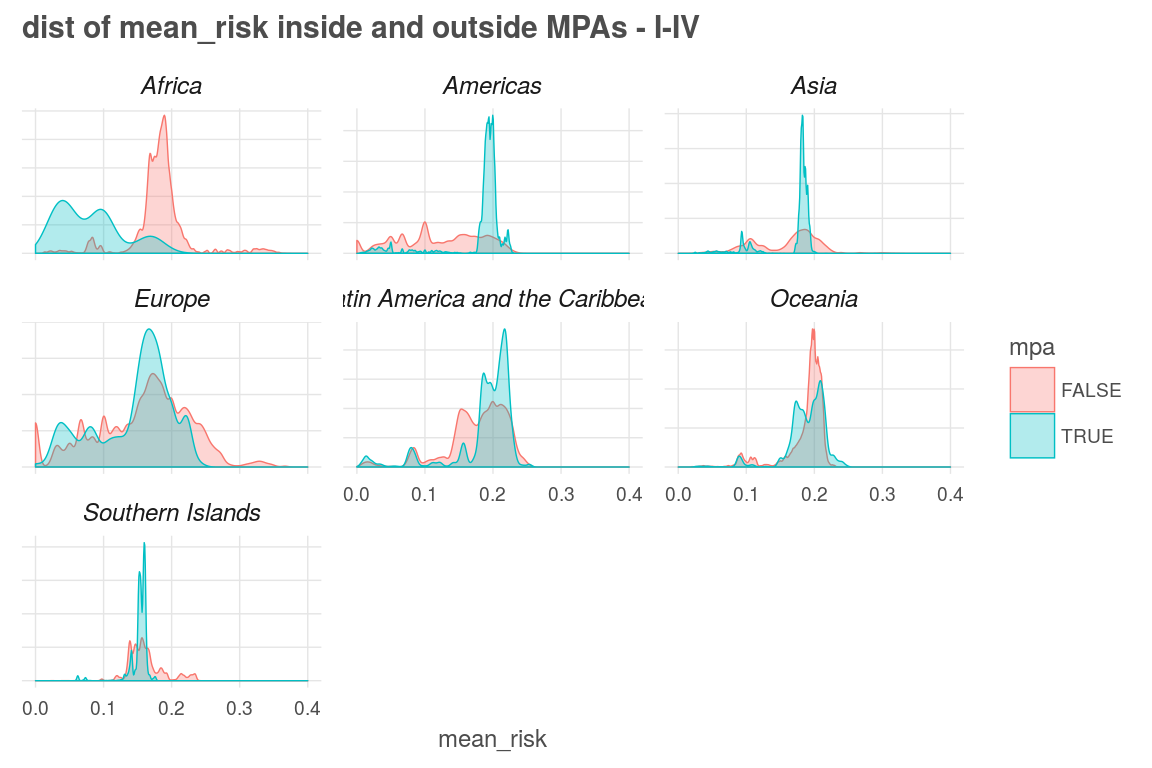 dist of mean_risk inside and outside MPAs - I-IV
Africa
Americas
Asia
Europe
tin America and the Caribbea
Oceania
mpa
FALSE
TRUE
0.0 0.1 0.2 0.3 0.4
0.0 0.1 0.2 0.3 0.4
Southern Islands
0.0 0.1 0.2 0.3 0.4
mean_risk